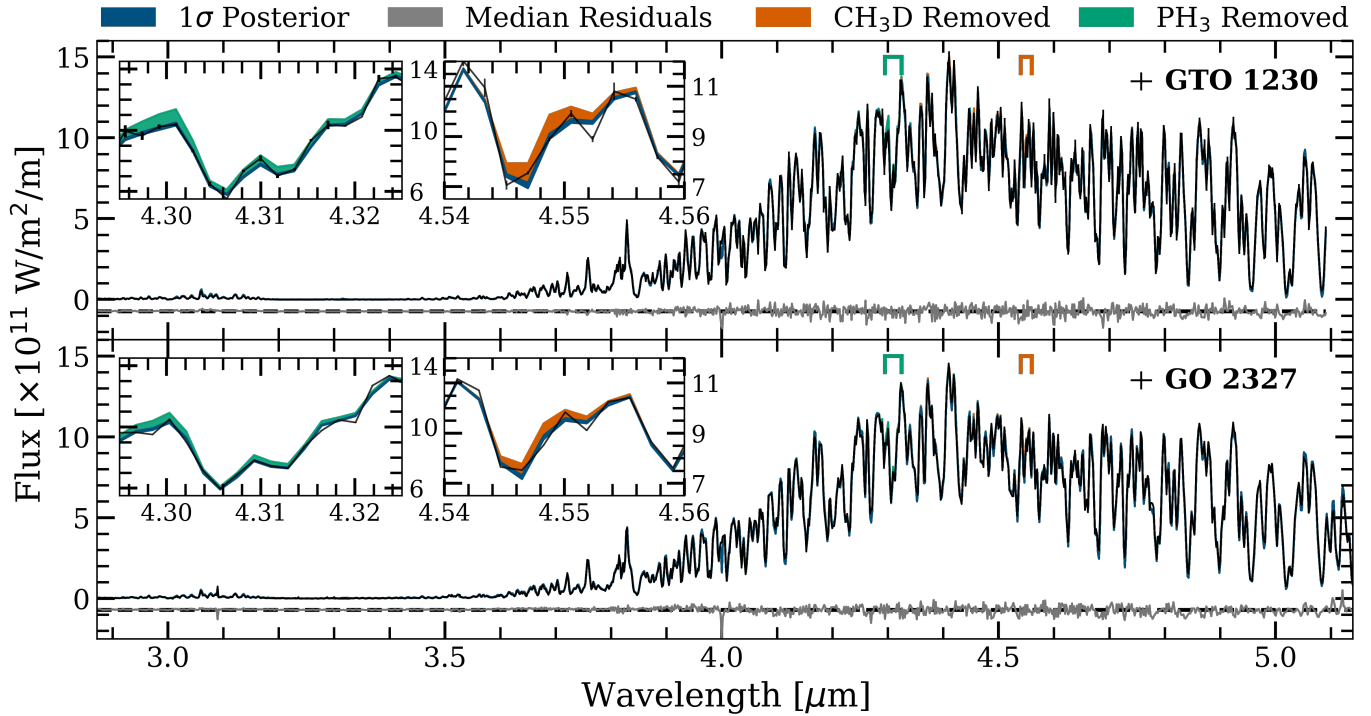 1σ Posterior Median Residuals CH₃D Removed PH₃ Removed
15
10
5
0
+ GTO 1230
14
10
6
11
9
7
4.30 4.31 4.32 4.54 4.55 4.56
15
10
5
0
+ GO 2327
14
10
6
11
9
7
4.30 4.31 4.32 4.54 4.55 4.56
3.0 3.5 4.0 4.5 5.0
Wavelength [μm]
Flux [×10¹¹ W/m²/m]